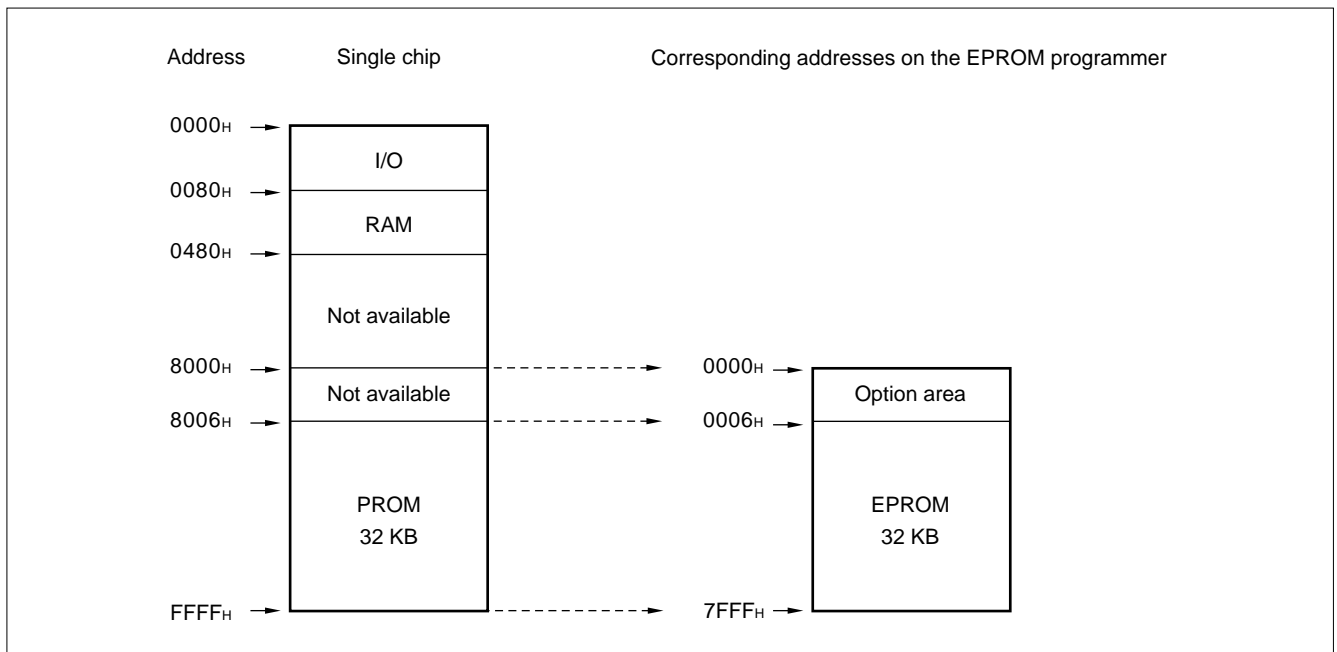 Address Single chip Corresponding addresses on the EPROM programmer
0000H
I/O
0080H
RAM
0480H
Not available
8000H 0000H
Not available Option area
8006H 0006H
PROM EPROM
32 KB 32 KB
FFFFH 7FFFH